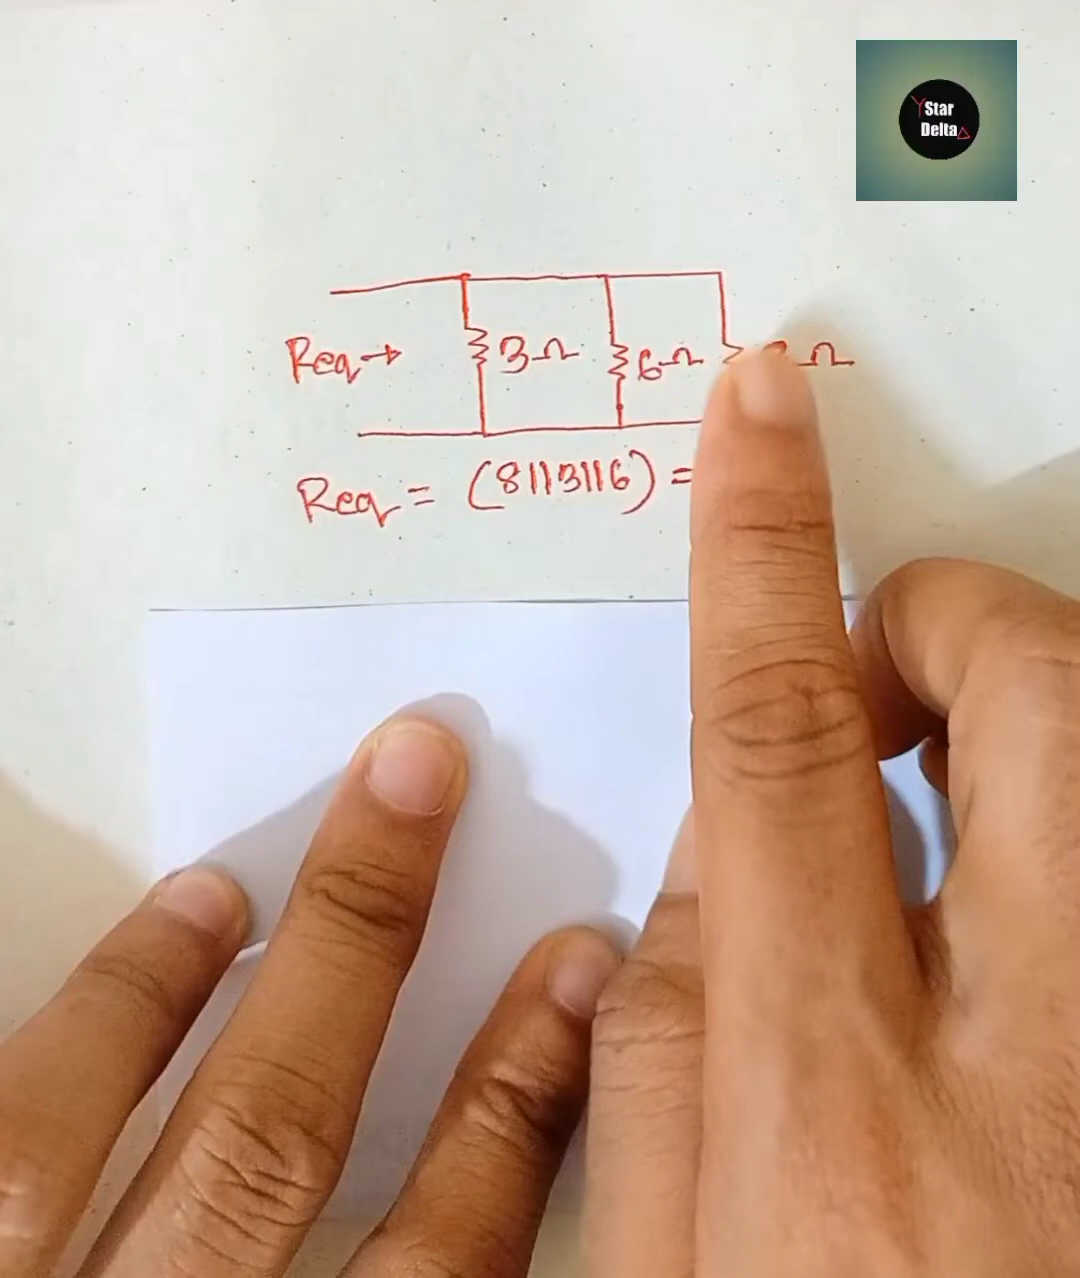 Star
Delta
Req→ 3Ω 6Ω Ω
Req = (8||3||6) =